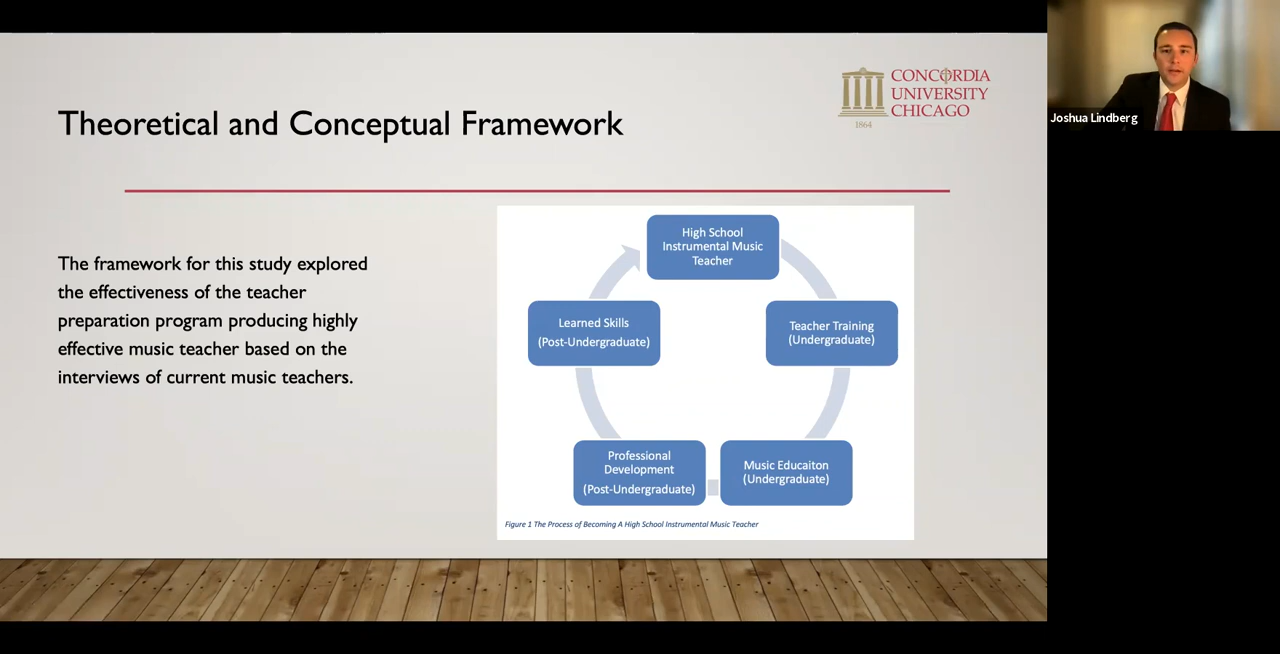 Theoretical and Conceptual Framework
CONCORDIA
UNIVERSITY
CHICAGO
1864
Joshua Lindberg
The framework for this study explored
the effectiveness of the teacher
preparation program producing highly
effective music teacher based on the
interviews of current music teachers.
High School
Instrumental Music
Teacher
Learned Skills
(Post-Undergraduate)
Teacher Training
(Undergraduate)
Professional
Development
(Post-Undergraduate)
Music Educaiton
(Undergraduate)
Figure 1 The Process of Becoming A High School Instrumental Music Teacher